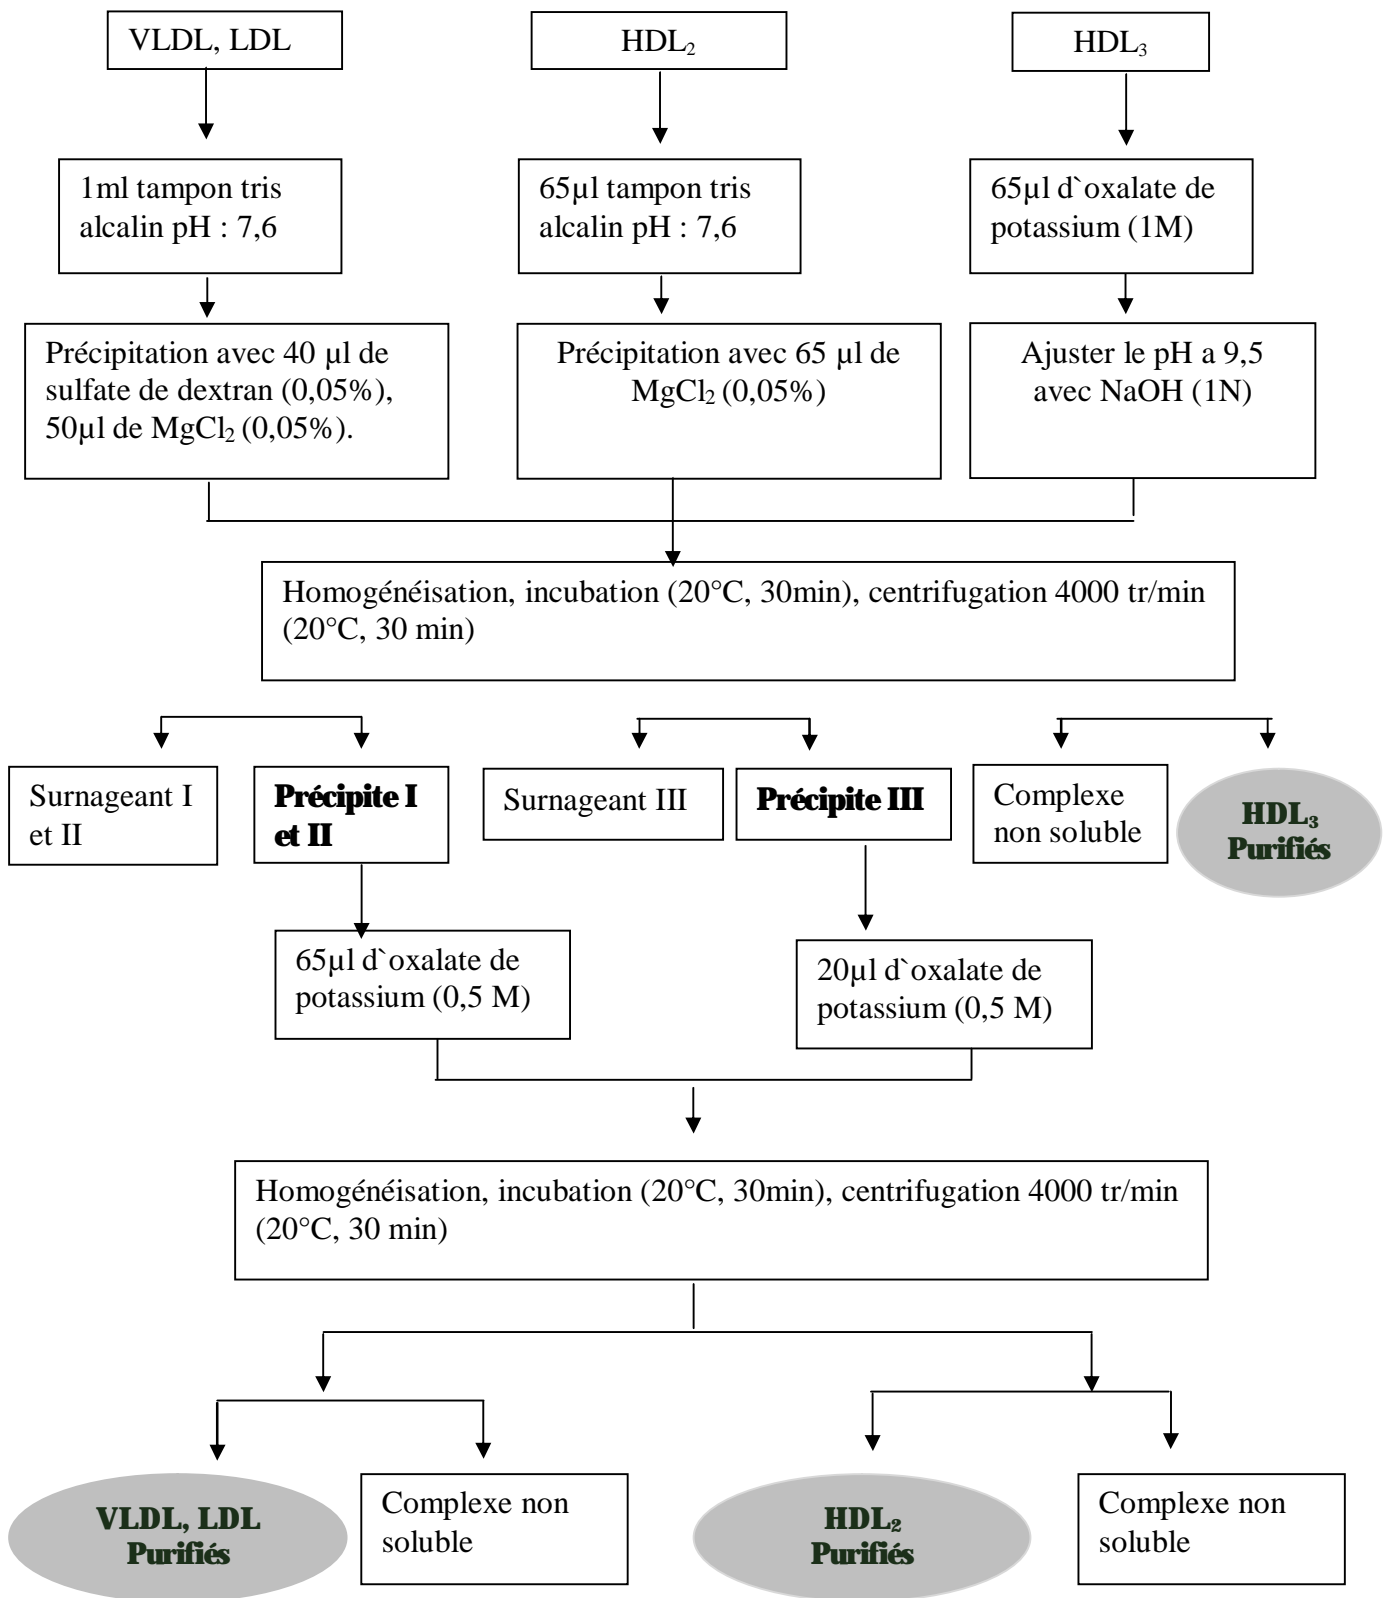 VLDL, LDL
HDL₂
HDL₃
1ml tampon tris
alcalin pH : 7,6
65µl tampon tris
alcalin pH : 7,6
65µl d`oxalate de
potassium (1M)
Précipitation avec 40 µl de
sulfate de dextran (0,05%),
50µl de MgCl₂ (0,05%).
Précipitation avec 65 µl de
MgCl₂ (0,05%)
Ajuster le pH a 9,5
avec NaOH (1N)
Homogénéisation, incubation (20°C, 30min), centrifugation 4000 tr/min
(20°C, 30 min)
Surnageant I
et II
Précipite I
et II
Surnageant III
Précipite III
Complexe
non soluble
HDL₃
Purifiés
65µl d`oxalate de
potassium (0,5 M)
20µl d`oxalate de
potassium (0,5 M)
Homogénéisation, incubation (20°C, 30min), centrifugation 4000 tr/min
(20°C, 30 min)
VLDL, LDL
Purifiés
Complexe non
soluble
HDL₂
Purifiés
Complexe non
soluble